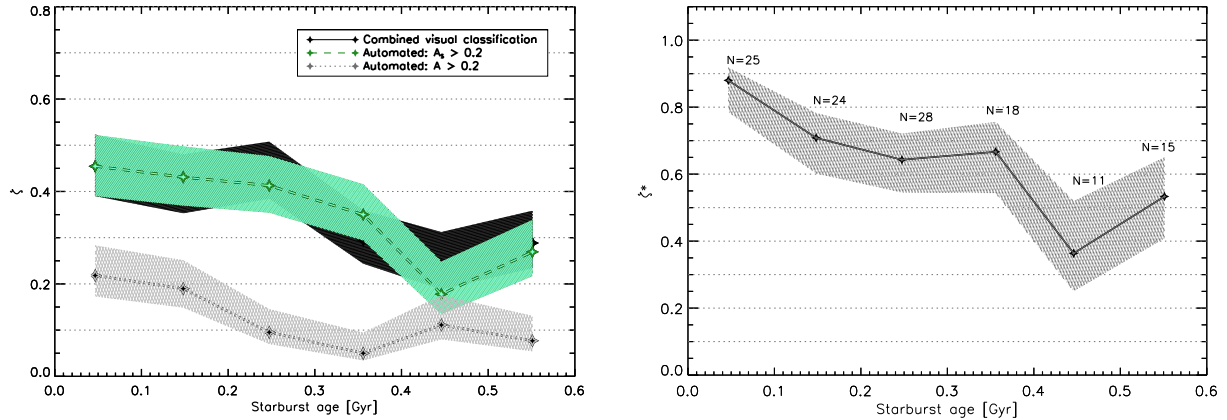 0.8
0.6
0.4
0.2
0.0
ζ
Combined visual classification
Automated: As > 0.2
Automated: A > 0.2
0.0 0.1 0.2 0.3 0.4 0.5 0.6
Starburst age [Gyr]
1.0
0.8
0.6
0.4
0.2
0.0
ζ*
N=25
N=24
N=28
N=18
N=11
N=15
0.0 0.1 0.2 0.3 0.4 0.5 0.6
Starburst age [Gyr]